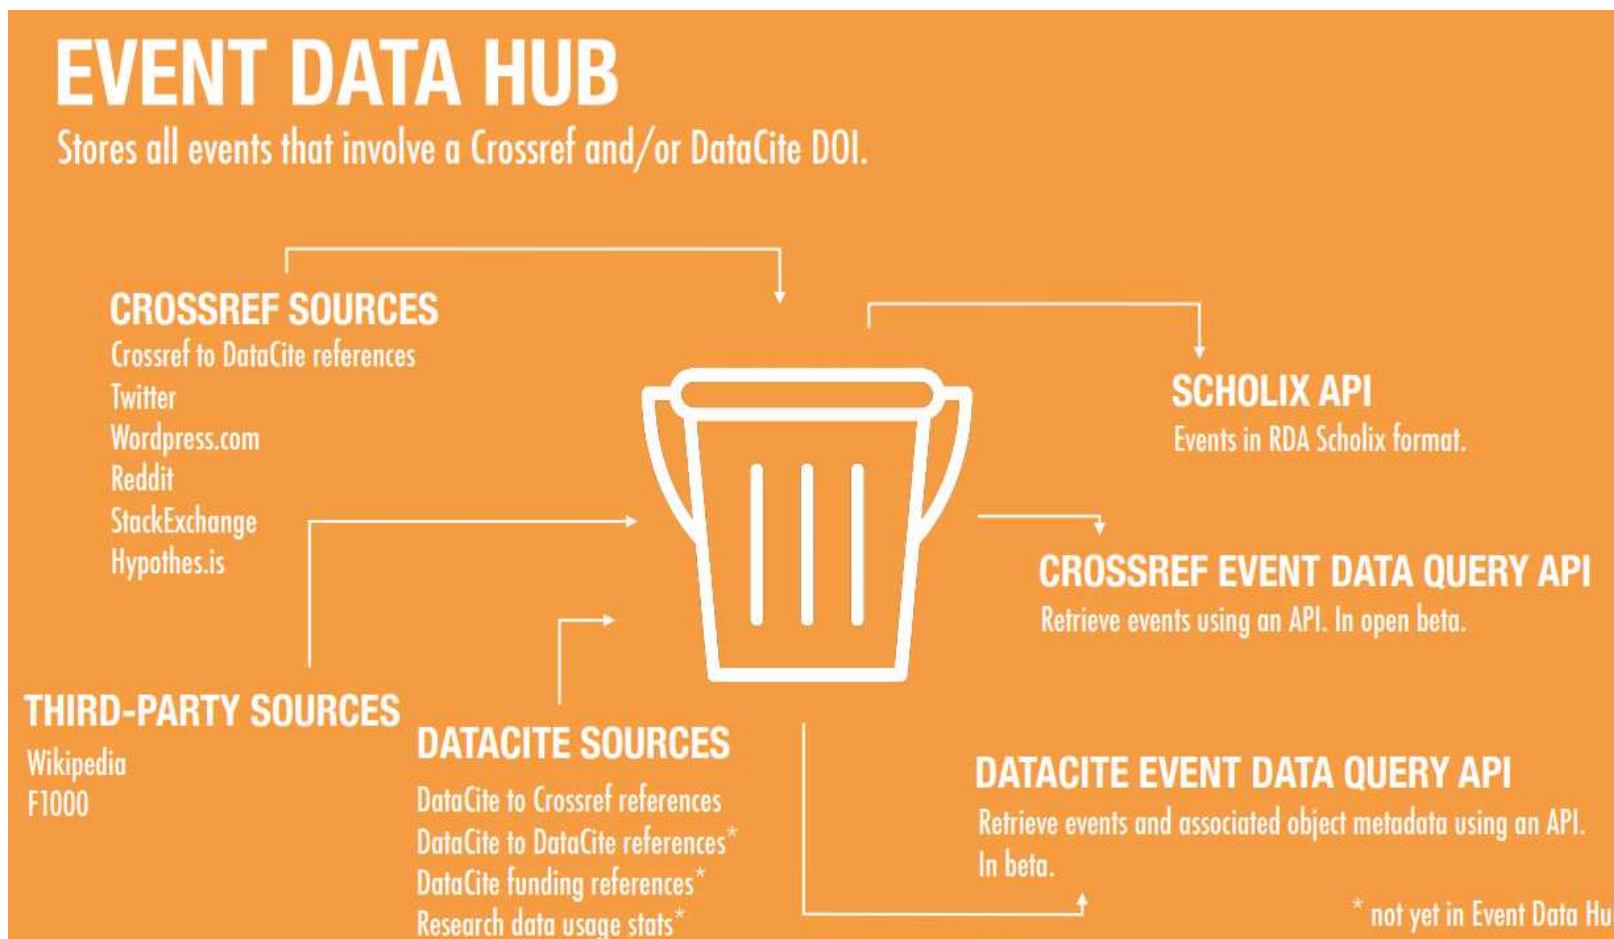 EVENT DATA HUB
Stores all events that involve a Crossref and/or DataCite DOI.
CROSSREF SOURCES
Crossref to DataCite references
Twitter
Wordpress.com
Reddit
StackExchange
Hypothes.is
THIRD-PARTY SOURCES
Wikipedia
F1000
DATACITE SOURCES
DataCite to Crossref references
DataCite to DataCite references*
DataCite funding references*
Research data usage stats*
SCHOLIX API
Events in RDA Scholix format.
CROSSREF EVENT DATA QUERY API
Retrieve events using an API. In open beta.
DATACITE EVENT DATA QUERY API
Retrieve events and associated object metadata using an API.
In beta.
* not yet in Event Data Hu